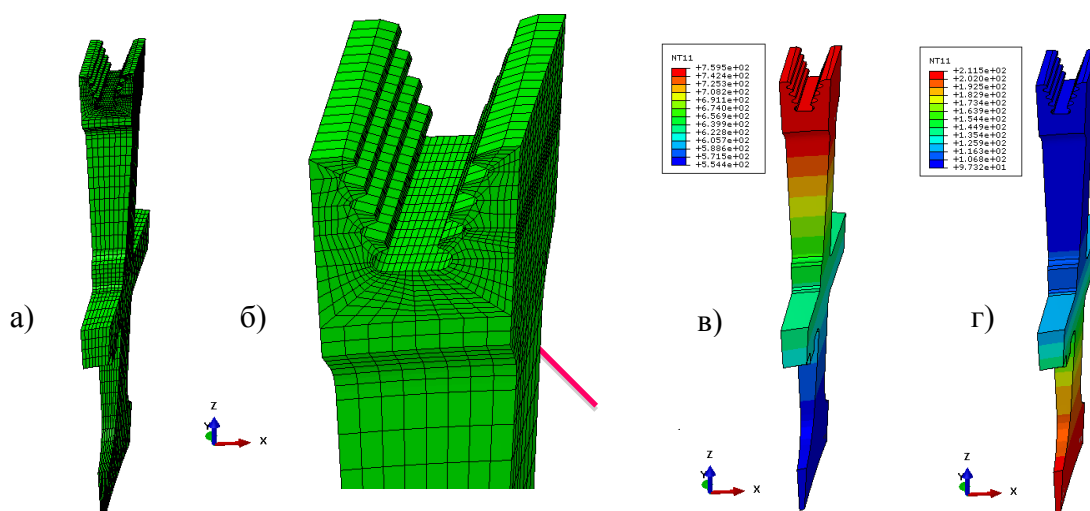 а)
б)
в)
г)
NT11
+7.595e+02
+7.424e+02
+7.253e+02
+7.082e+02
+6.911e+02
+6.740e+02
+6.569e+02
+6.399e+02
+6.228e+02
+6.057e+02
+5.886e+02
+5.715e+02
+5.544e+02
NT11
+2.115e+02
+2.020e+02
+1.925e+02
+1.829e+02
+1.734e+02
+1.639e+02
+1.544e+02
+1.449e+02
+1.354e+02
+1.259e+02
+1.163e+02
+1.068e+02
+9.732e+01
Z
Y
X
Z
Y
X
Z
Y
X